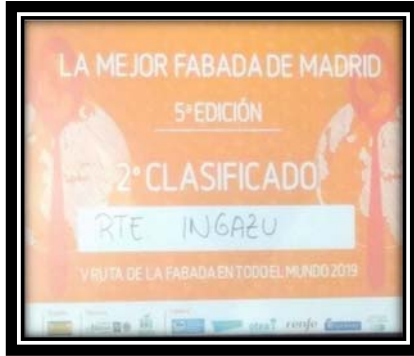 LA MEJOR FABADA DE MADRID
5ª EDICIÓN
2º CLASIFICADO
RTE INGAZU
V RUTA DE LA FABADA EN TODO EL MUNDO 2019
renfe